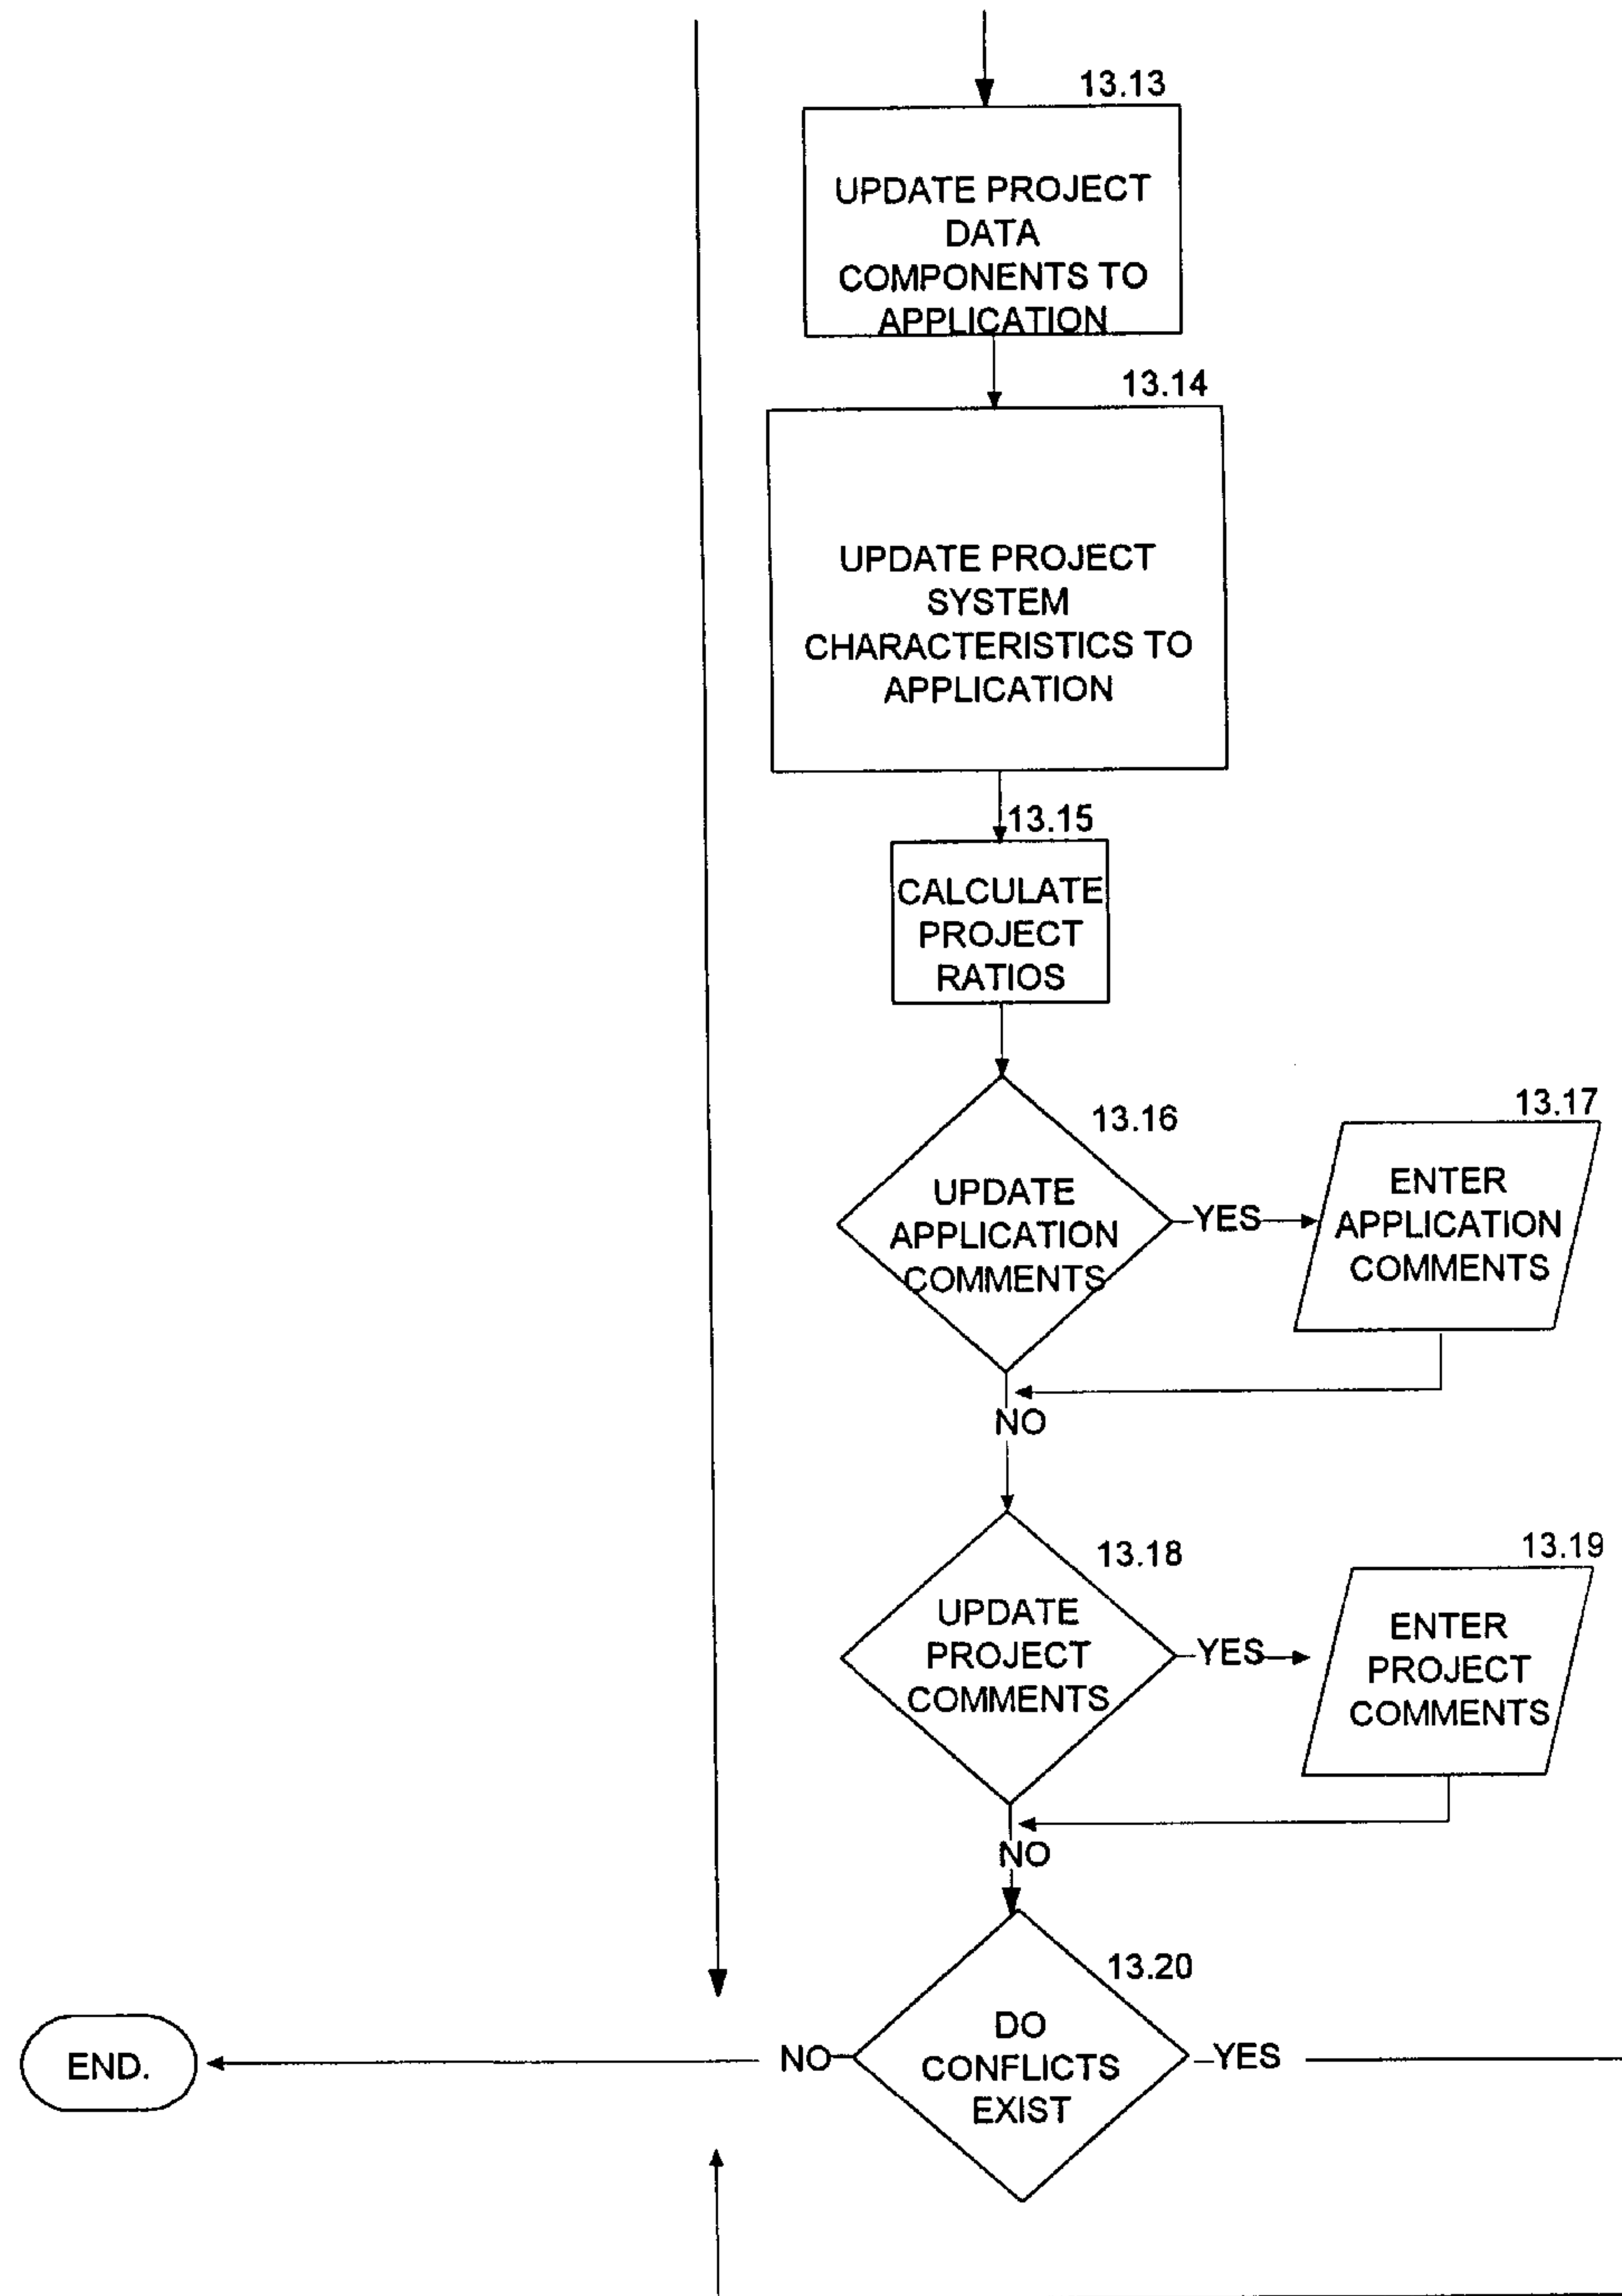 13.13
UPDATE PROJECT
DATA
COMPONENTS TO
APPLICATION
13.14
UPDATE PROJECT
SYSTEM
CHARACTERISTICS TO
APPLICATION
13.15
CALCULATE
PROJECT
RATIOS
13.16
UPDATE
APPLICATION
COMMENTS
YES
13.17
ENTER
APPLICATION
COMMENTS
NO
13.18
UPDATE
PROJECT
COMMENTS
YES
13.19
ENTER
PROJECT
COMMENTS
NO
13.20
DO
CONFLICTS
EXIST
NO
YES
END.